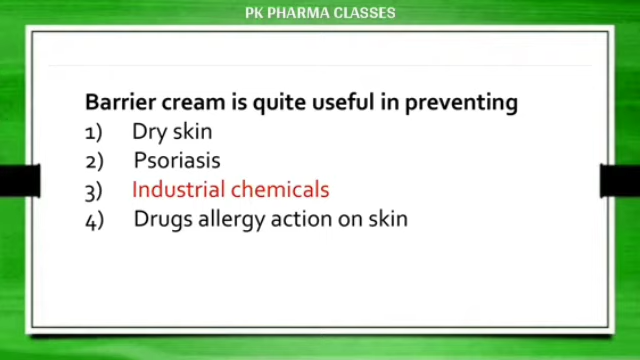 PK PHARMA CLASSES
Barrier cream is quite useful in preventing
1) Dry skin
2) Psoriasis
3) Industrial chemicals
4) Drugs allergy action on skin